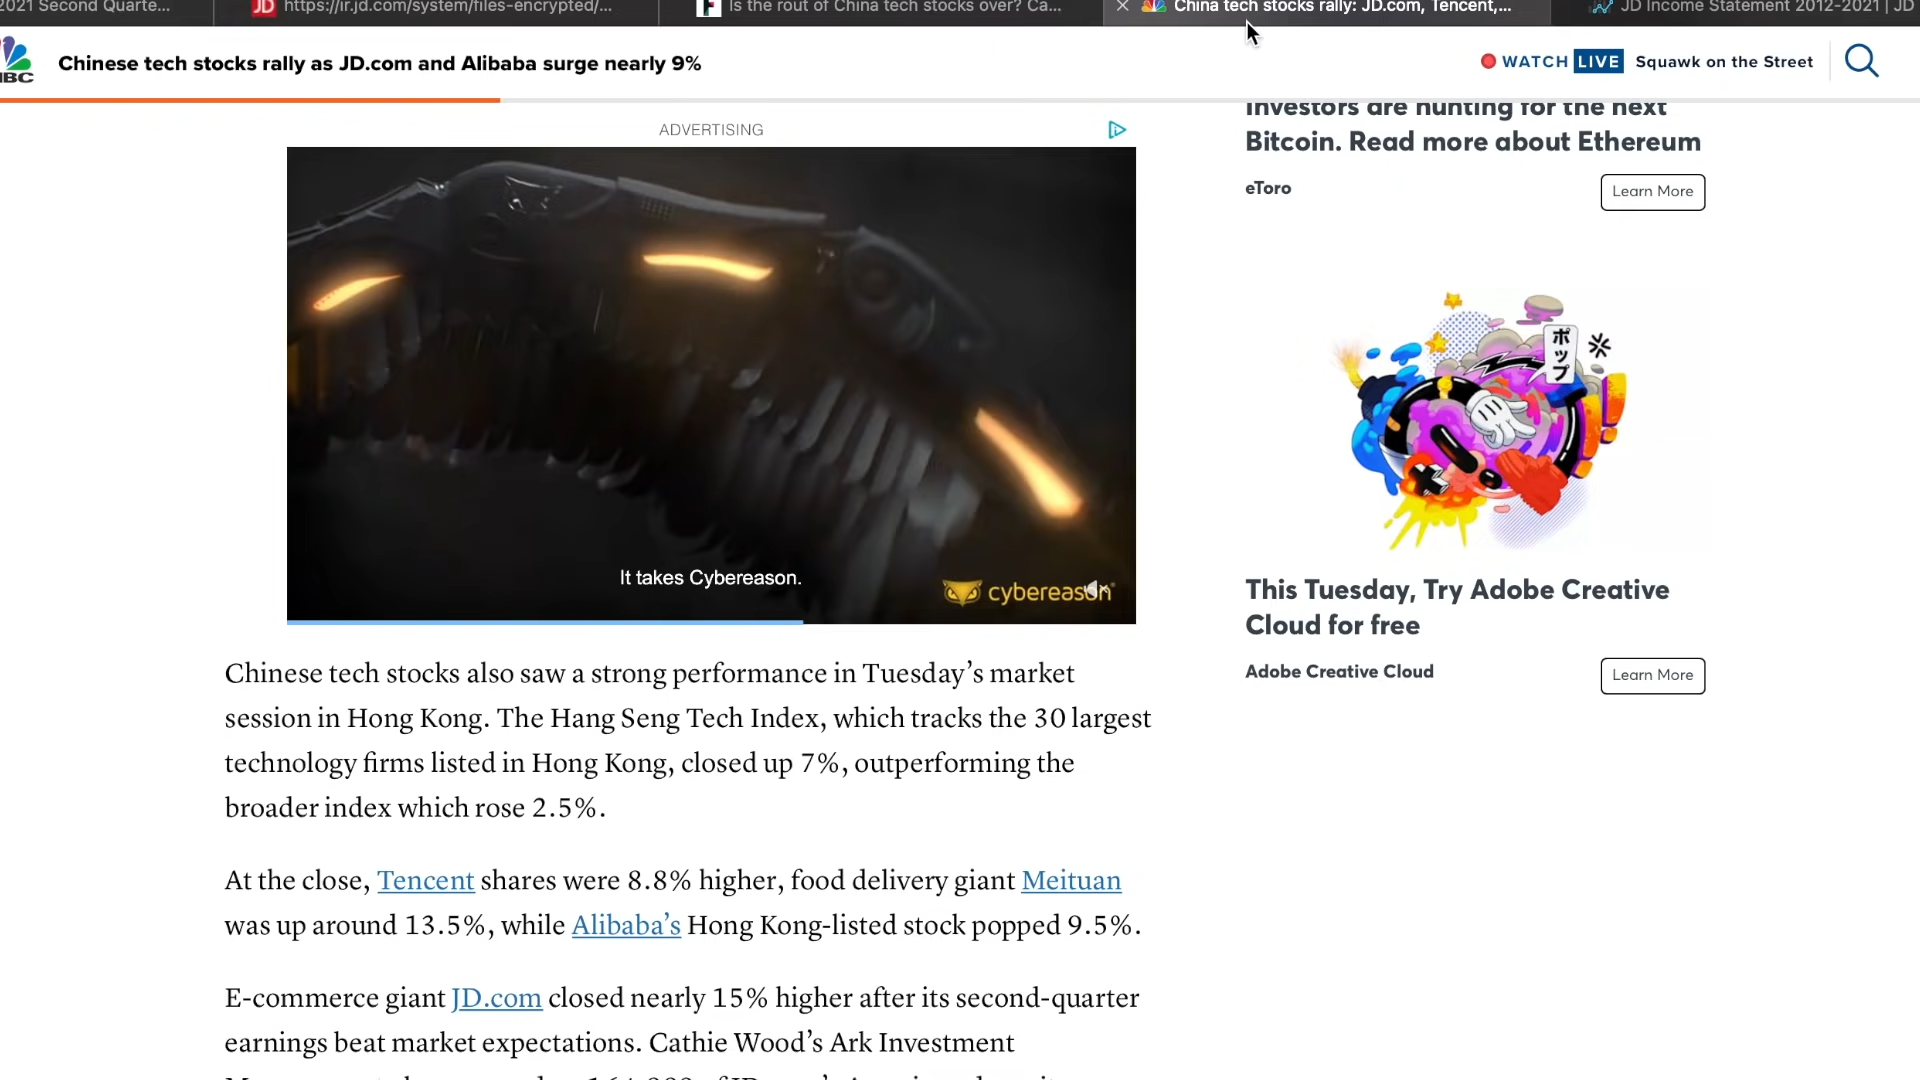 2021 Second Quarte...
JD https://ir.jd.com/system/files-encrypted/...
Is the rout of China tech stocks over? Ca...
China tech stocks rally: JD.com, Tencent,...
JD Income Statement 2012-2021 | JD
Chinese tech stocks rally as JD.com and Alibaba surge nearly 9%
WATCH LIVE Squawk on the Street
ADVERTISING
It takes Cybereason.
cybereason
Investors are hunting for the next
Bitcoin. Read more about Ethereum
eToro
Learn More
ポップ
This Tuesday, Try Adobe Creative
Cloud for free
Adobe Creative Cloud
Learn More
Chinese tech stocks also saw a strong performance in Tuesday’s market
session in Hong Kong. The Hang Seng Tech Index, which tracks the 30 largest
technology firms listed in Hong Kong, closed up 7%, outperforming the
broader index which rose 2.5%.
At the close, Tencent shares were 8.8% higher, food delivery giant Meituan
was up around 13.5%, while Alibaba’s Hong Kong-listed stock popped 9.5%.
E-commerce giant JD.com closed nearly 15% higher after its second-quarter
earnings beat market expectations. Cathie Wood’s Ark Investment